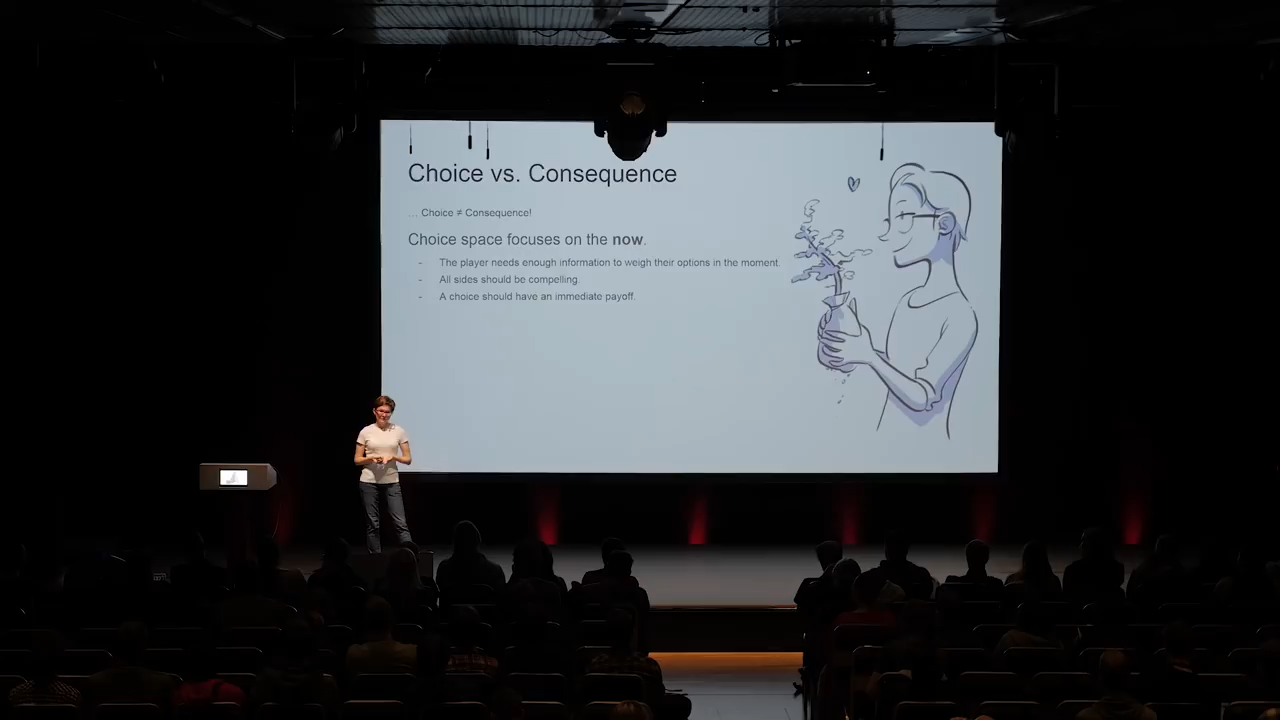 Choice vs. Consequence
... Choice ≠ Consequence!
Choice space focuses on the now.
- The player needs enough information to weigh their options in the moment.
- All sides should be compelling.
- A choice should have an immediate payoff.